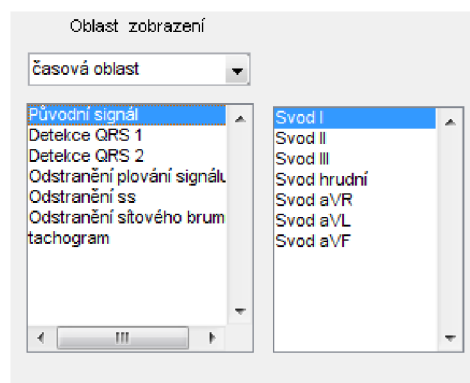 Oblast zobrazení
časová oblast
Původní signál
Detekce QRS 1
Detekce QRS 2
Odstranění plování signálu
Odstranění ss
Odstranění síťového brum
tachogram
Svod I
Svod II
Svod III
Svod hrudní
Svod aVR
Svod aVL
Svod aVF